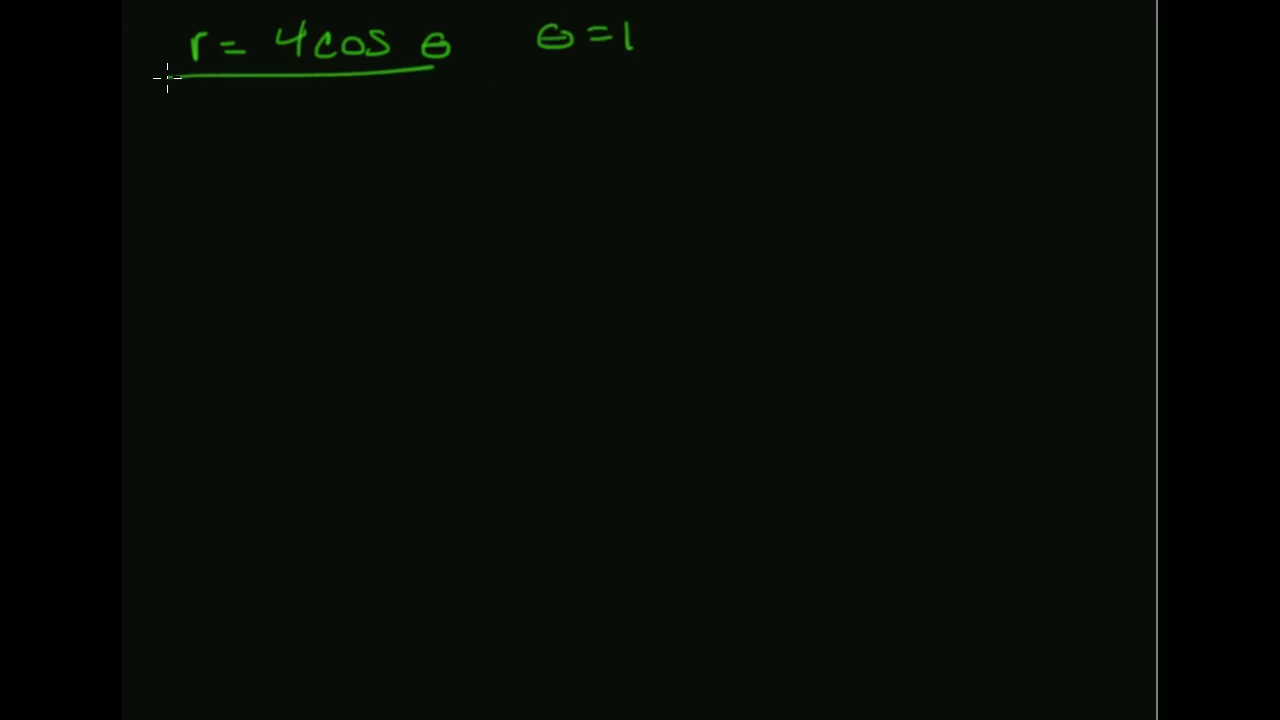 r = 4cos θ θ = 1